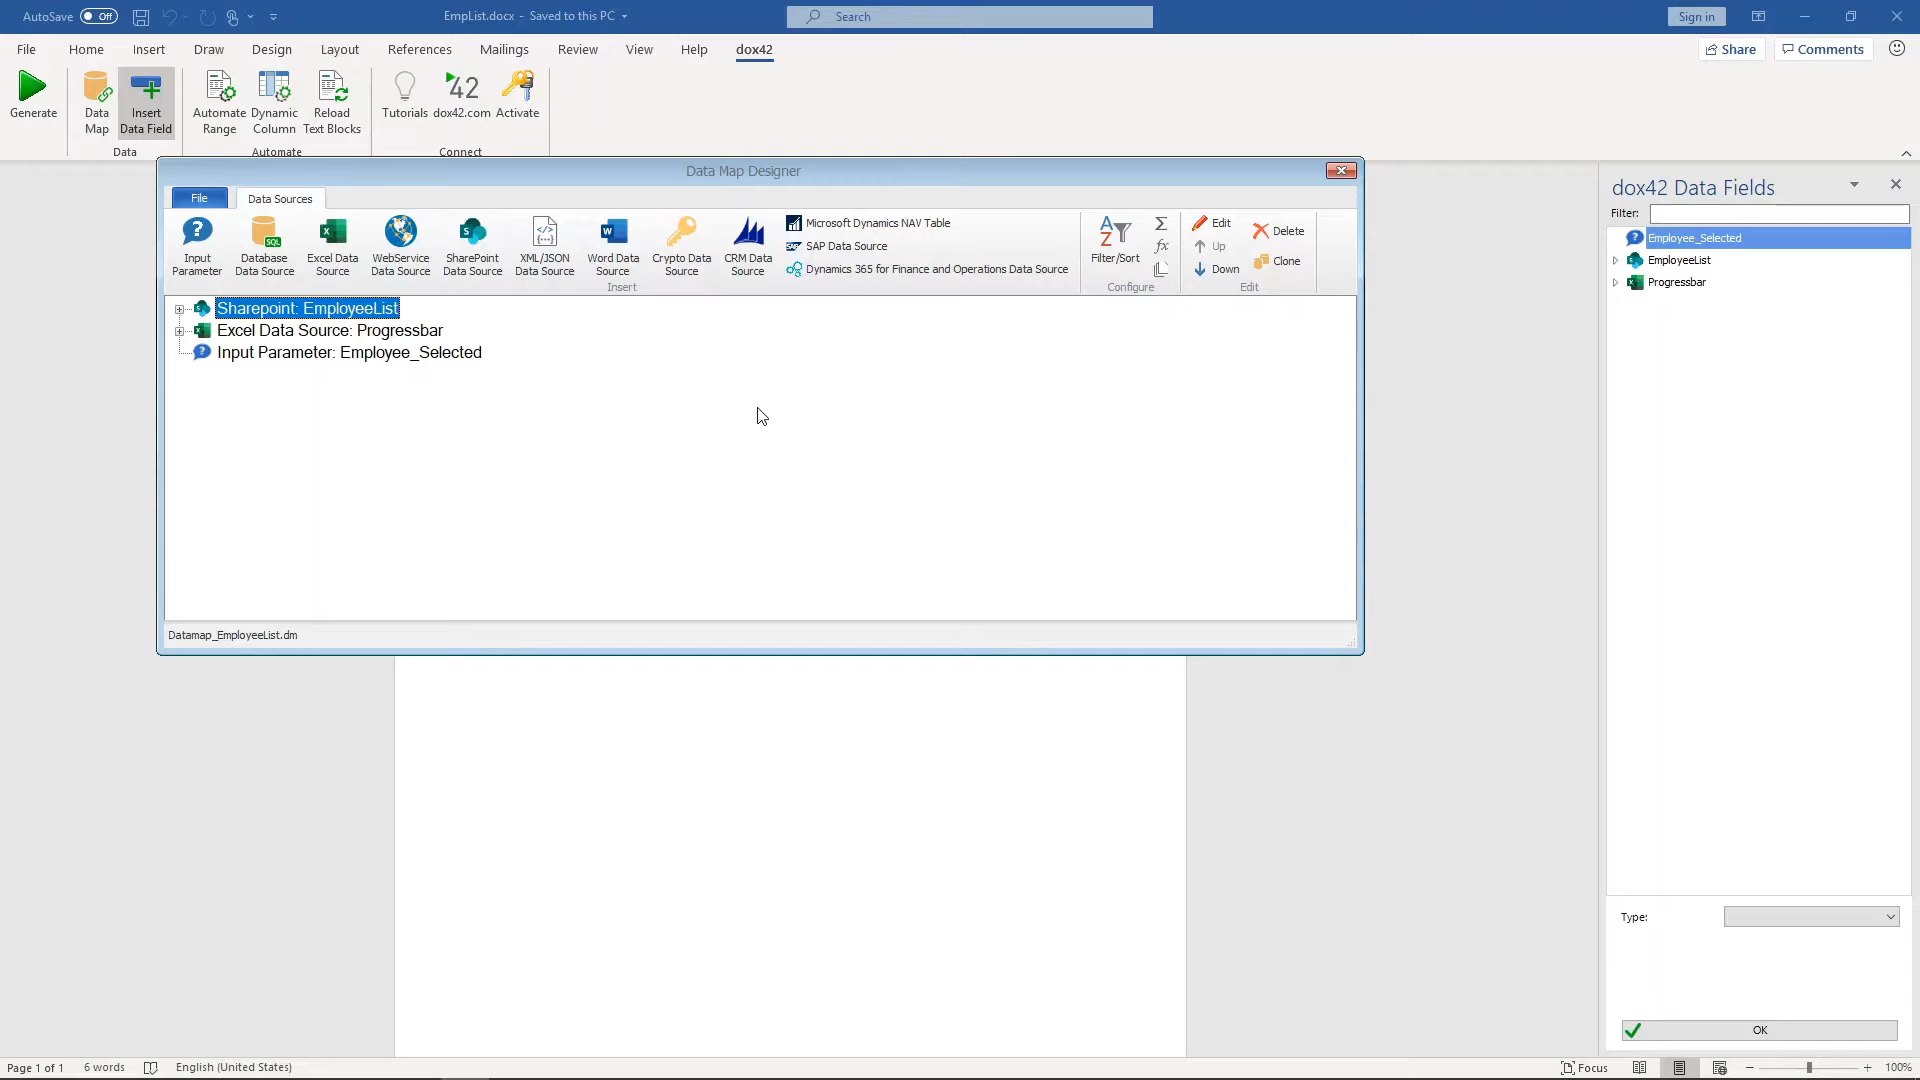 AutoSave Off EmpList.docx - Saved to this PC Search Sign in
File Home Insert Draw Design Layout References Mailings Review View Help dox42 Share Comments
Generate
Data Map
Insert Data Field
Automate Range
Dynamic Column
Reload Text Blocks
42
Tutorials dox42.com Activate
Data Automate Connect
Data Map Designer
File Data Sources
Input Parameter
SQL
Database Data Source
Excel Data Source
WebService Data Source
SharePoint Data Source
XML/JSON Data Source
Word Data Source
Crypto Data Source
CRM Data Source
Microsoft Dynamics NAV Table
SAP Data Source
Dynamics 365 for Finance and Operations Data Source
Insert
Filter/Sort
Configure
Edit
Up
Down
Delete
Clone
Edit
Sharepoint: EmployeeList
Excel Data Source: Progressbar
Input Parameter: Employee_Selected
Datamap_EmployeeList.dm
dox42 Data Fields
Filter:
Employee_Selected
EmployeeList
Progressbar
Type:
OK
Page 1 of 1 6 words English (United States) Focus 100%